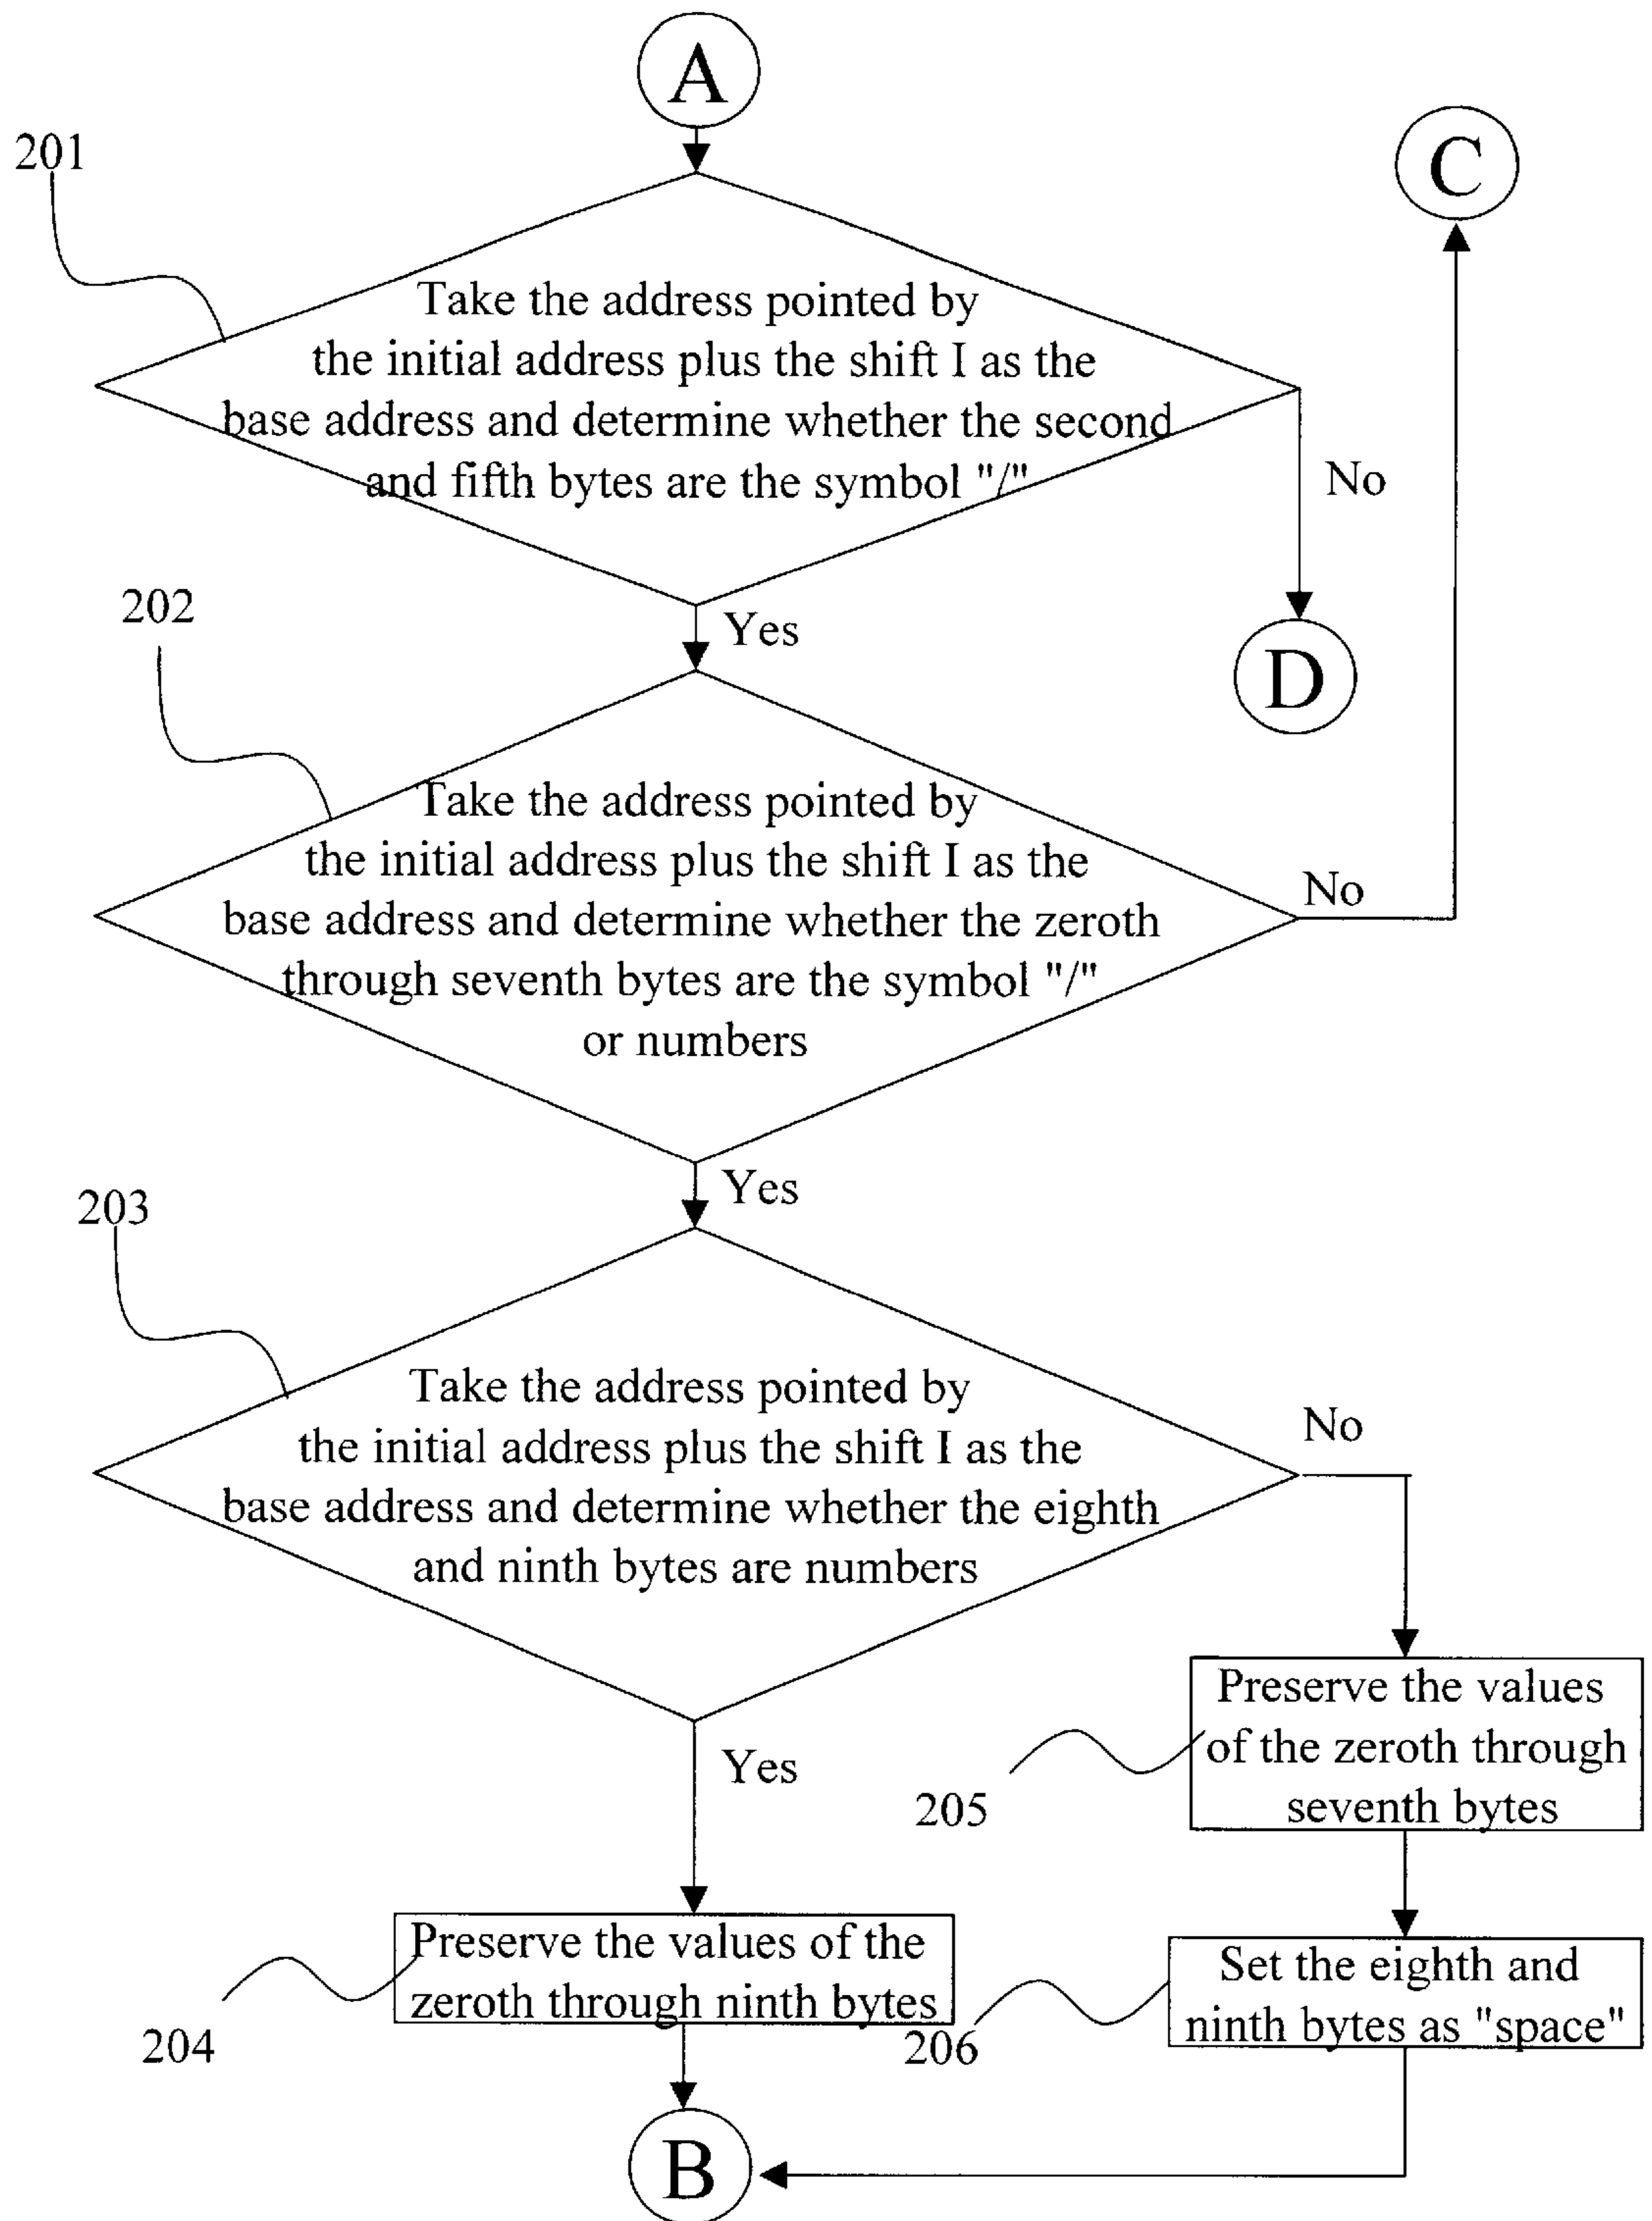 A
C
201
Take the address pointed by
the initial address plus the shift I as the
base address and determine whether the second
and fifth bytes are the symbol "/"
No
D
Yes
202
Take the address pointed by
the initial address plus the shift I as the
base address and determine whether the zeroth
through seventh bytes are the symbol "/"
or numbers
No
Yes
203
Take the address pointed by
the initial address plus the shift I as the
base address and determine whether the eighth
and ninth bytes are numbers
No
Yes
Preserve the values
of the zeroth through
seventh bytes
205
Preserve the values of the
zeroth through ninth bytes
204
Set the eighth and
ninth bytes as "space"
206
B